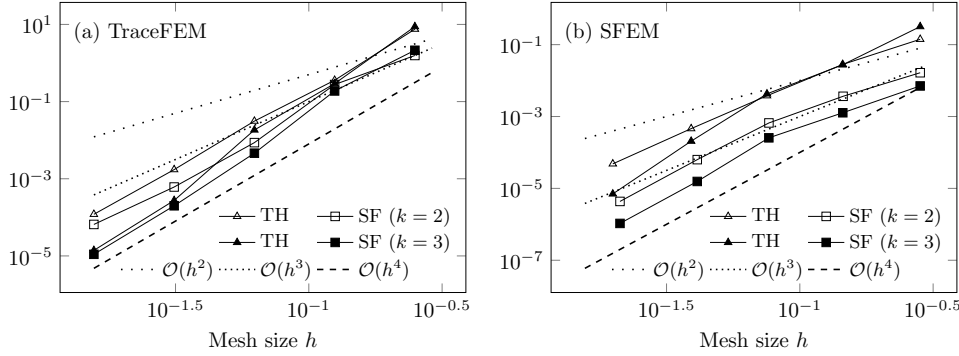 (a) TraceFEM
10^1
10^{-1}
10^{-3}
10^{-5}
TH SF (k = 2)
TH SF (k = 3)
O(h^2) O(h^3) O(h^4)
10^{-1.5} 10^{-1} 10^{-0.5}
Mesh size h
(b) SFEM
10^{-1}
10^{-3}
10^{-5}
10^{-7}
TH SF (k = 2)
TH SF (k = 3)
O(h^2) O(h^3) O(h^4)
10^{-1.5} 10^{-1} 10^{-0.5}
Mesh size h